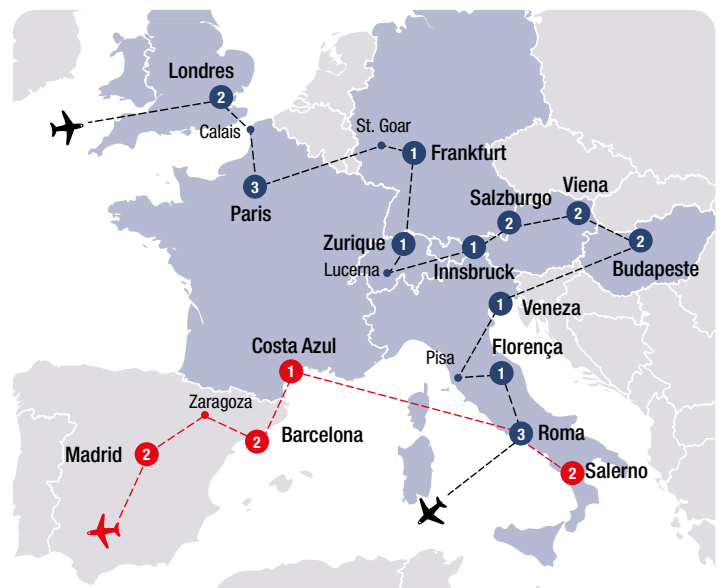 Londres
2
Calais
St. Goar
1
Frankfurt
3
Paris
Salzburgo
2
Viena
2
Zurique
1
Lucerna
1
Innsbruck
2
Budapeste
1
Veneza
Costa Azul
1
Pisa
Florença
1
Zaragoza
Madrid
2
2
Barcelona
3
Roma
2
Salerno